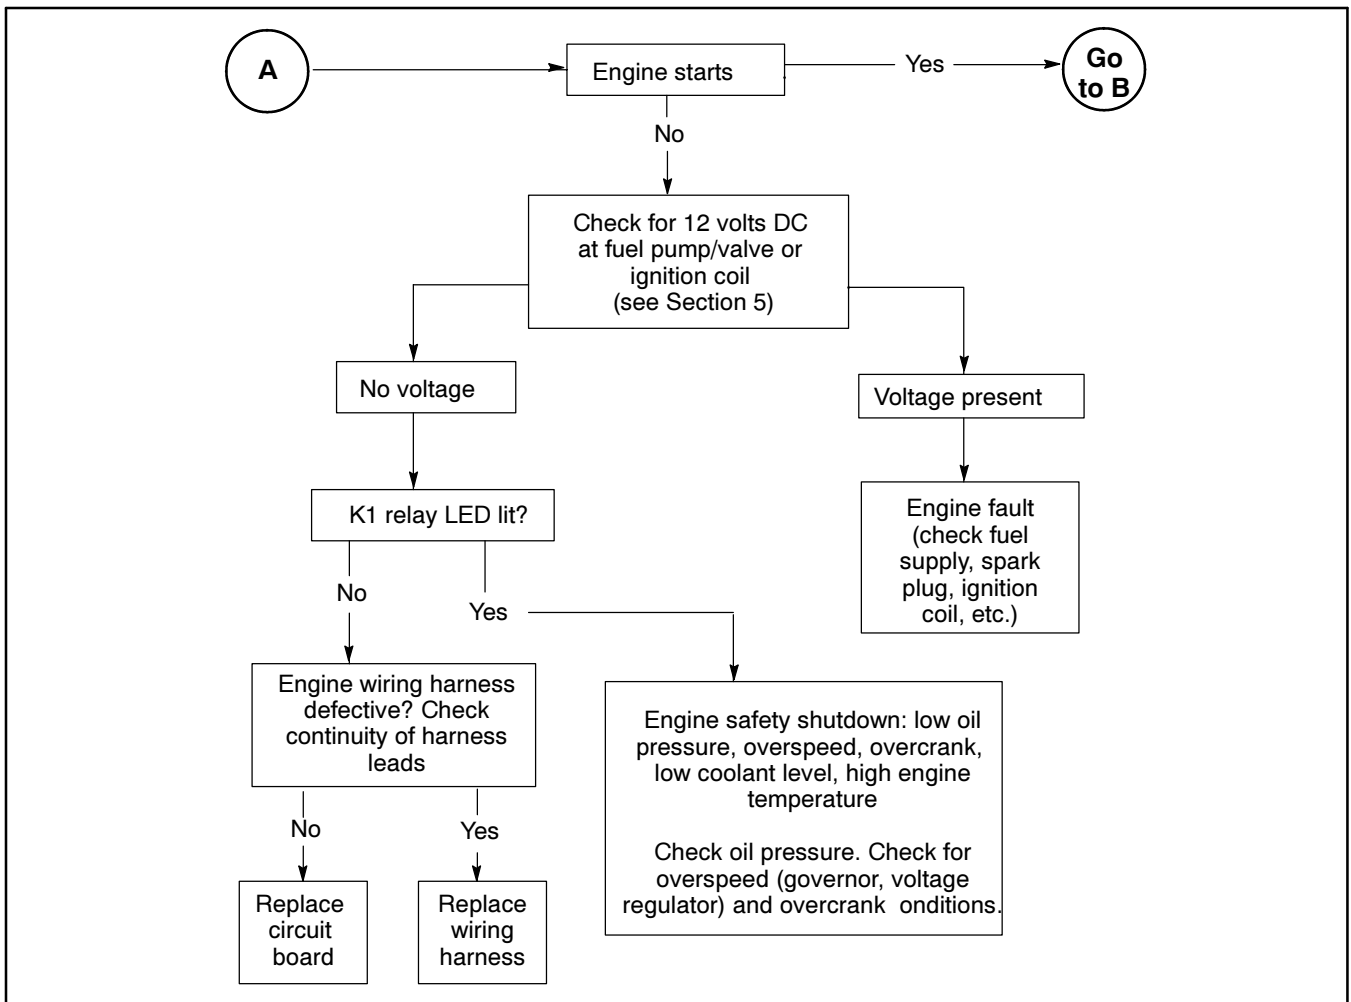 A
Engine starts
Yes
Go
to B
No
Check for 12 volts DC
at fuel pump/valve or
ignition coil
(see Section 5)
No voltage
Voltage present
K1 relay LED lit?
Engine fault
(check fuel
supply, spark
plug, ignition
coil, etc.)
No
Yes
Engine wiring harness
defective? Check
continuity of harness
leads
Engine safety shutdown: low oil
pressure, overspeed, overcrank,
low coolant level, high engine
temperature
Check oil pressure. Check for
overspeed (governor, voltage
regulator) and overcrank onditions.
No
Yes
Replace
circuit
board
Replace
wiring
harness